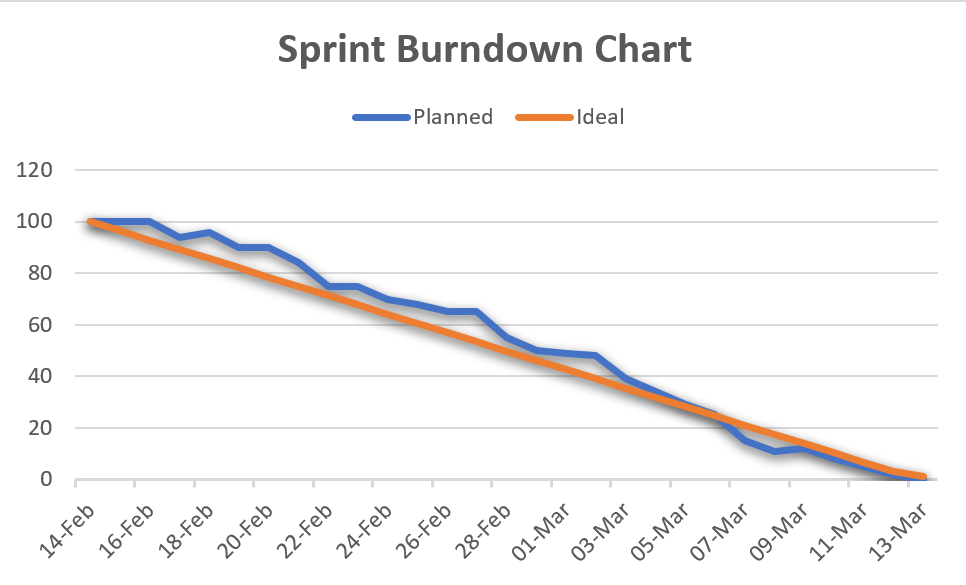 Sprint Burndown Chart
Planned Ideal
120
100
80
60
40
20
0
14-Feb
16-Feb
18-Feb
20-Feb
22-Feb
24-Feb
26-Feb
28-Feb
01-Mar
03-Mar
05-Mar
07-Mar
09-Mar
11-Mar
13-Mar